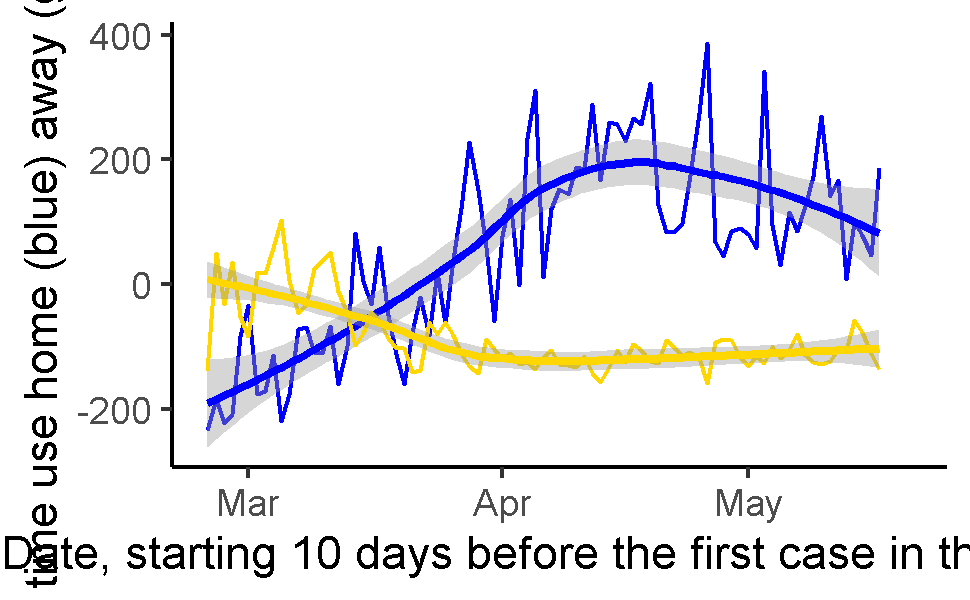 time use home (blue) away (
400
200
0
-200
Mar Apr May
Date, starting 10 days before the first case in th